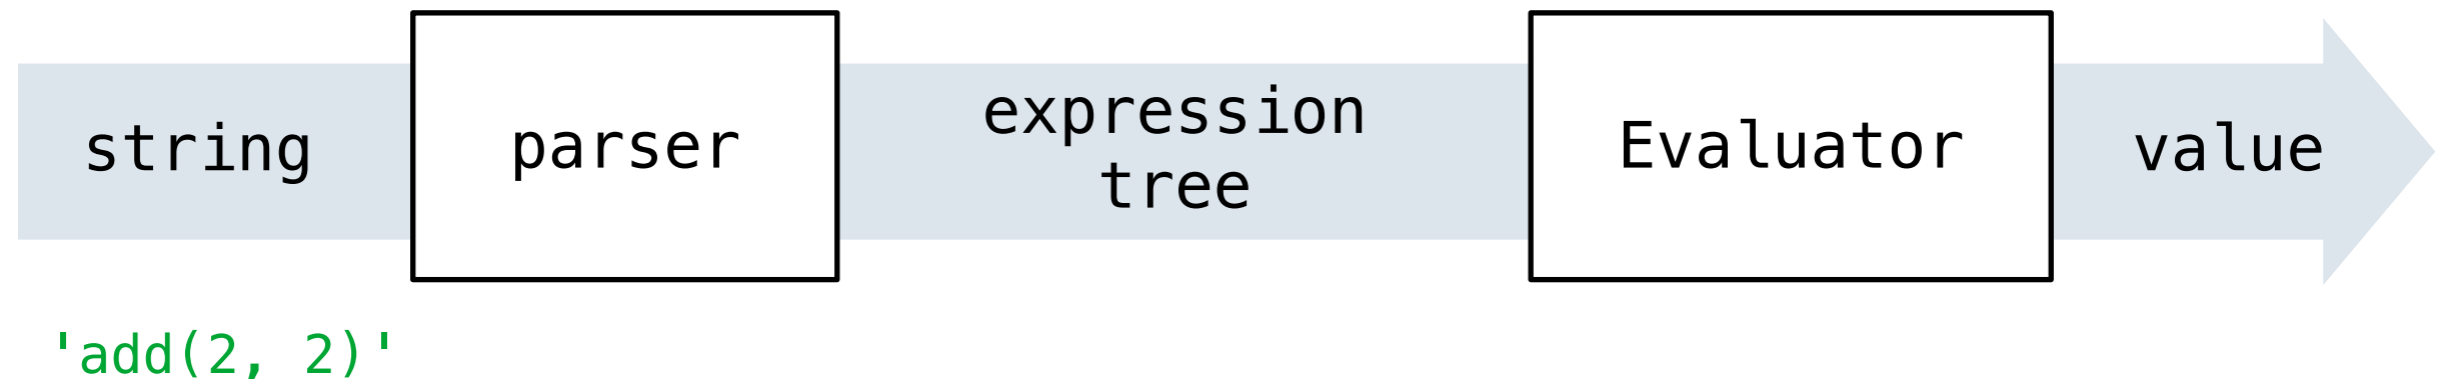 string
parser
expression
tree
Evaluator
value
'add(2, 2)'